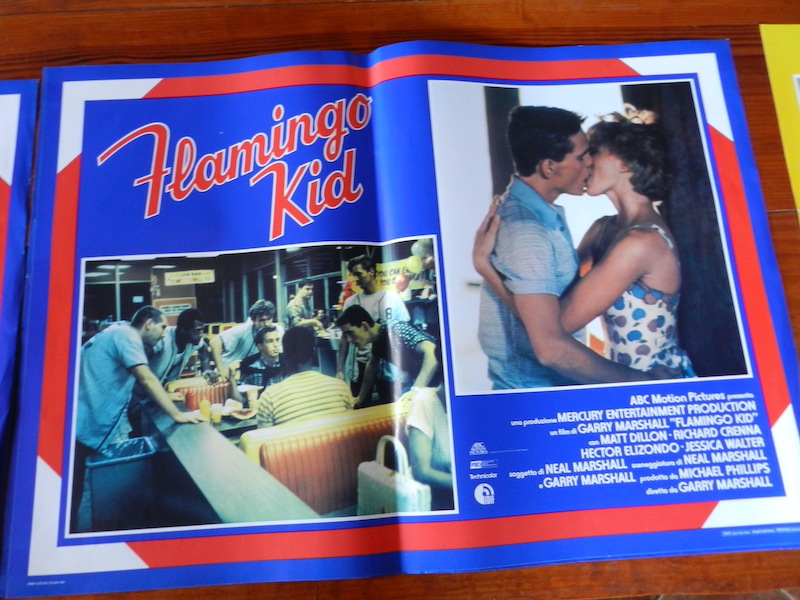 Flamingo
Kid
ABC Motion Pictures presenta
una produzione MERCURY ENTERTAINMENT PRODUCTION
un film di GARRY MARSHALL "FLAMINGO KID"
con MATT DILLON · RICHARD CRENNA
HECTOR ELIZONDO · JESSICA WALTER
soggetto di NEAL MARSHALL sceneggiatura di NEAL MARSHALL
e GARRY MARSHALL prodotto da MICHAEL PHILLIPS
diretto da GARRY MARSHALL
Technicolor